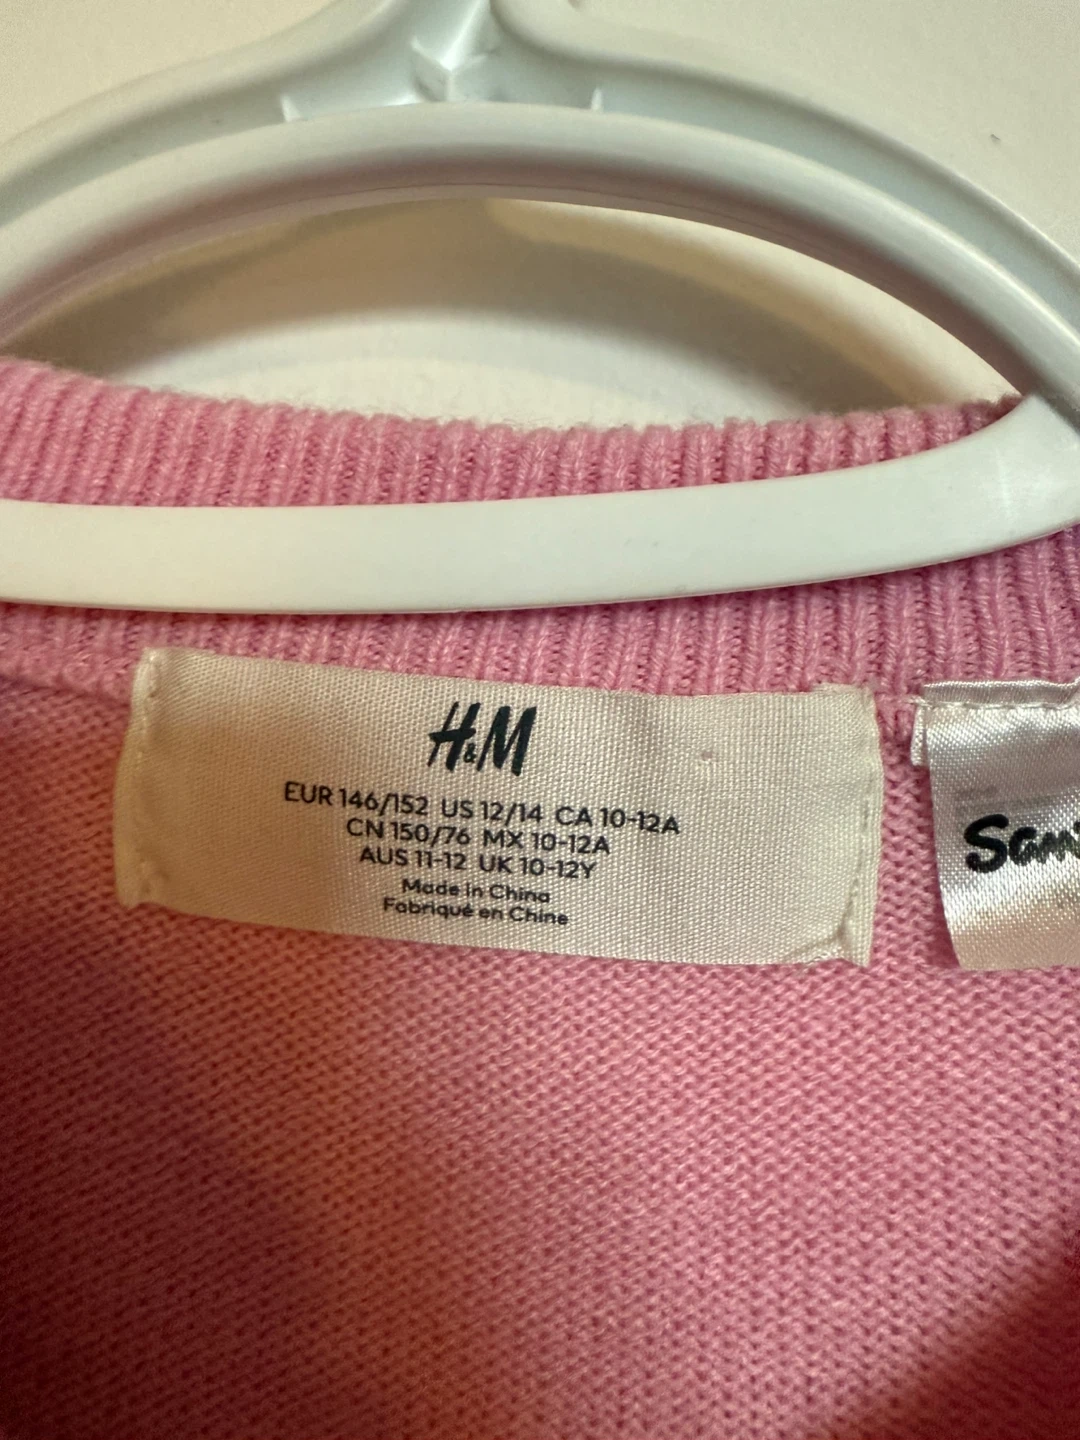 H&M
EUR 146/152 US 12/14 CA 10-12A
CN 150/76 MX 10-12A
AUS 11-12 UK 10-12Y
Made in China
Fabriqué en Chine